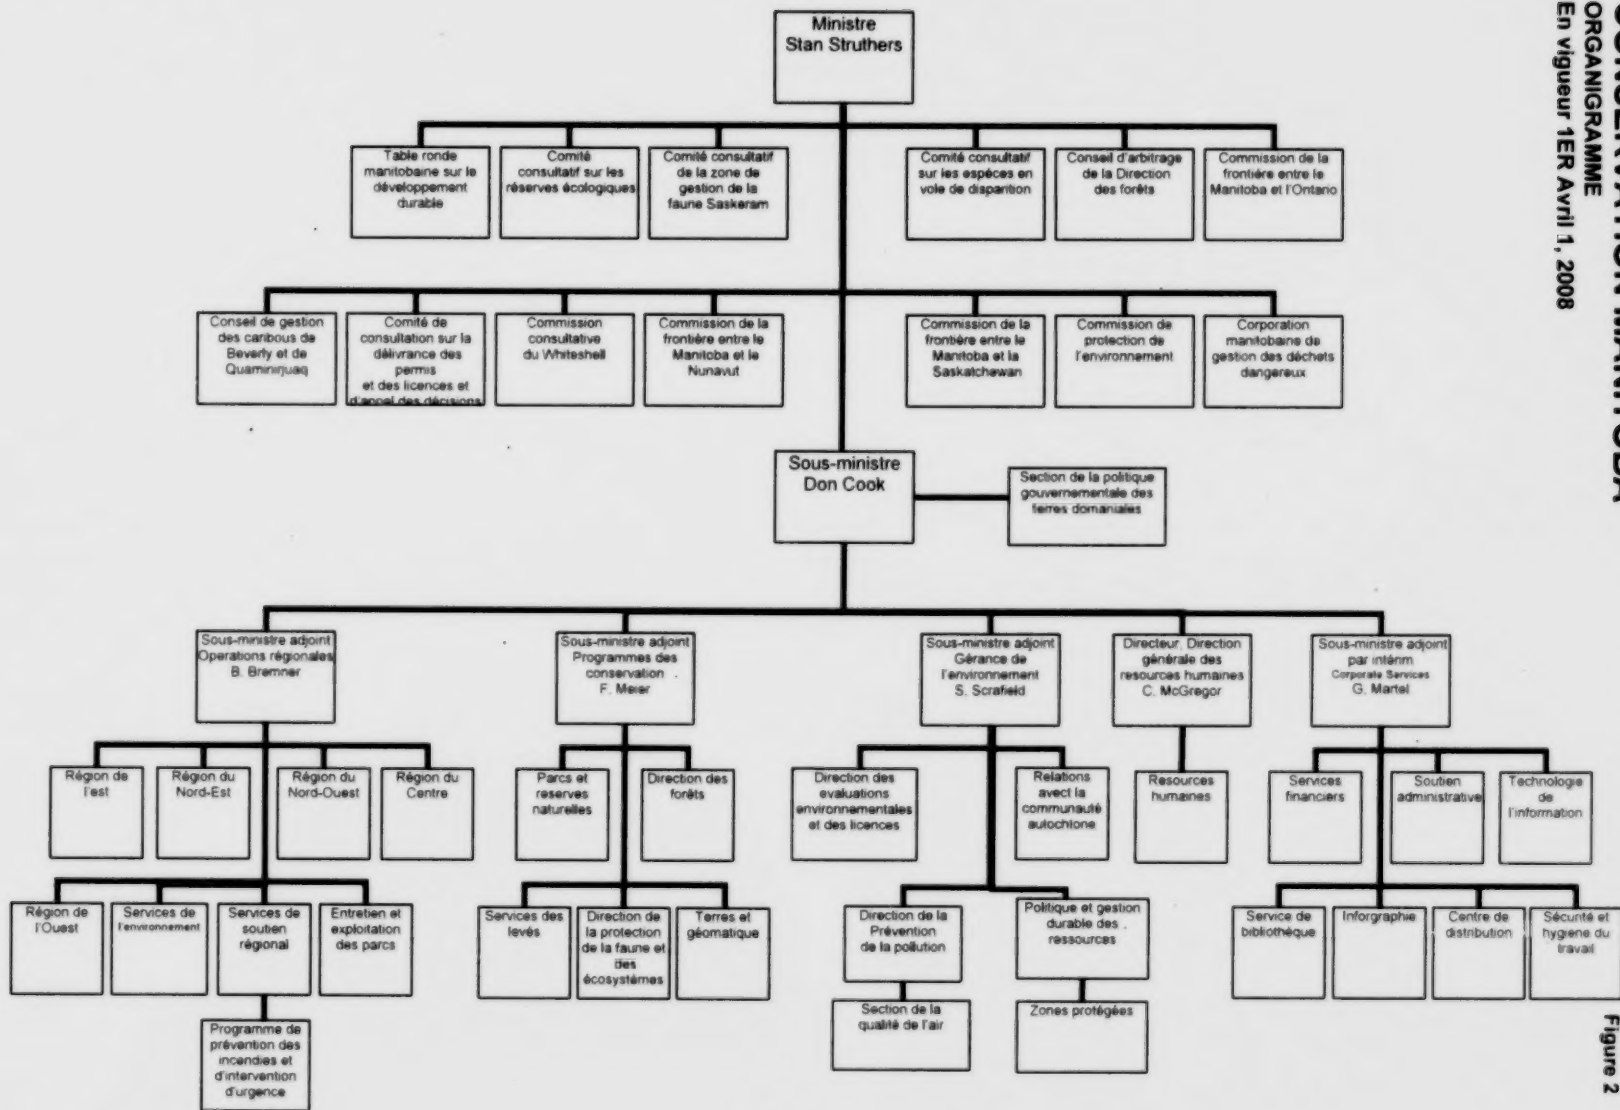 CONSERVATION MANITOBA
ORGANIGRAMME
En vigueur 1ER Avril 1, 2008
Ministre
Stan Struthers
Table ronde
manitobaine sur le
développement
durable
Comité
consultatif sur les
réserves écologiques
Comité consultatif
de la zone de
gestion de la
faune Saskeram
Comité consultatif
sur les espèces en
voie de disparition
Conseil d'arbitrage
de la Direction
des forêts
Commission de la
frontière entre le
Manitoba et l'Ontario
Conseil de gestion
des caribous de
Beverly et de
Quaminirjuaq
Comité de
consultation sur la
délivrance des
permis
et des licences et
d'appel des décisions
Commission
consultative
du Whiteshell
Commission de la
frontière entre le
Manitoba et le
Nunavut
Commission de la
frontière entre le
Manitoba et la
Saskatchewan
Commission de
protection de
l'environnement
Corporation
manitobaine de
gestion des déchets
dangereux
Sous-ministre
Don Cook
Section de la politique
gouvernementale des
terres domaniales
Sous-ministre adjoint
Operations régionales
B. Bremner
Sous-ministre adjoint
Programmes des
conservation
F. Meier
Sous-ministre adjoint
Gérance de
l'environnement
S. Scrafield
Directeur, Direction
générale des
resources humaines
C. McGregor
Sous-ministre adjoint
par intérim
Corporate Services
G. Martel
Région de
l'est
Région du
Nord-Est
Région du
Nord-Ouest
Région du
Centre
Parcs et
reserves
naturelles
Direction des
forêts
Direction des
evaluations
environnementales
et des licences
Relations
avect la
communauté
autochtone
Resources
humaines
Services
financiers
Soutien
administrative
Technologie
de
l'information
Région de
l'Ouest
Services de
l'environnement
Services de
soutien
régional
Entretien et
exploitation
des parcs
Services des
levés
Direction de
la protection
de la faune et
des
écosystèmes
Terres et
géomatique
Direction de la
Prévention
de la pollution
Politique et gestion
durable des
ressources
Service de
bibliothèque
Inforgraphie
Centre de
distribution
Sécurité et
hygiene du
travail
Programme de
prévention des
incendies et
d'intervention
d'urgence
Section de la
qualité de l'air
Zones protégées
Figure 2